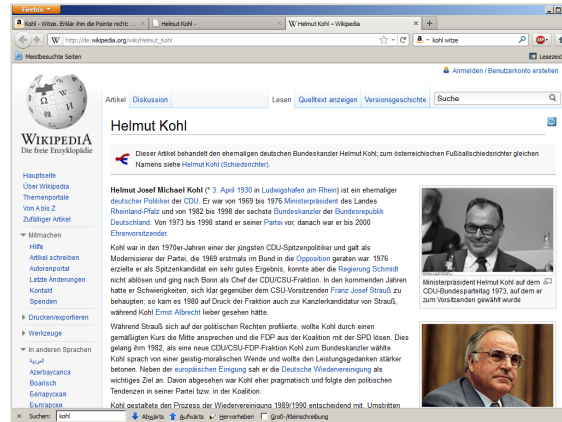 Firefox
Kohl - Witze. Erklär ihn die Pointe nicht: ...
Helmut Kohl -
Helmut Kohl – Wikipedia
http://de.wikipedia.org/wiki/Helmut_Kohl
kohl witze
Meistbesuchte Seiten
Lesezei
Anmelden / Benutzerkonto erstellen
Artikel Diskussion Lesen Quelltext anzeigen Versionsgeschichte Suche
WIKIPEDIA
Die freie Enzyklopädie
Hauptseite
Über Wikipedia
Themenportale
Von A bis Z
Zufälliger Artikel
Mitmachen
Hilfe
Artikel schreiben
Autorenportal
Letzte Änderungen
Kontakt
Spenden
Drucken/exportieren
Werkzeuge
In anderen Sprachen
العربية
Azərbaycanca
Boarisch
Беларуская
Български
Helmut Kohl
Dieser Artikel behandelt den ehemaligen deutschen Bundeskanzler Helmut Kohl; zum österreichischen Fußballschiedsrichter gleichen
Namens siehe Helmut Kohl (Schiedsrichter).
Helmut Josef Michael Kohl (* 3. April 1930 in Ludwigshafen am Rhein) ist ein ehemaliger
deutscher Politiker der CDU. Er war von 1969 bis 1976 Ministerpräsident des Landes
Rheinland-Pfalz und von 1982 bis 1998 der sechste Bundeskanzler der Bundesrepublik
Deutschland. Von 1973 bis 1998 stand er seiner Partei vor, danach war er bis 2000
Ehrenvorsitzender.
Kohl war in den 1970er-Jahren einer der jüngsten CDU-Spitzenpolitiker und galt als
Modernisierer der Partei, die 1969 erstmals im Bund in die Opposition geraten war. 1976
erzielte er als Spitzenkandidat ein sehr gutes Ergebnis, konnte aber die Regierung Schmidt
nicht ablösen und ging nach Bonn als Chef der CDU/CSU-Fraktion. In den kommenden Jahren
hatte er Schwierigkeiten, sich klar gegenüber dem CSU-Vorsitzenden Franz Josef Strauß zu
behaupten; so kam es 1980 auf Druck der Fraktion auch zur Kanzlerkandidatur von Strauß,
während Kohl Ernst Albrecht lieber gesehen hätte.
Während Strauß sich auf der politischen Rechten profilierte, wollte Kohl durch einen
gemäßigten Kurs die Mitte ansprechen und die FDP aus der Koalition mit der SPD lösen. Dies
gelang ihm 1982, als eine neue CDU/CSU-FDP-Fraktion Kohl zum Bundeskanzler wählte.
Kohl sprach von einer geistig-moralischen Wende und wollte den Leistungsgedanken stärker
betonen. Neben der europäischen Einigung sah er die Deutsche Wiedervereinigung als
wichtiges Ziel an. Davon abgesehen war Kohl eher pragmatisch und folgte den politischen
Tendenzen in seiner Partei bzw. in der Koalition.
Kohl gestaltete den Prozess der Wiedervereinigung 1989/1990 entscheidend mit. Umstritten
Ministerpräsident Helmut Kohl auf dem
CDU-Bundesparteitag 1973, auf dem er
zum Vorsitzenden gewählt wurde
Suchen: kohl Abwärts Aufwärts Hervorheben Groß-/Kleinschreibung